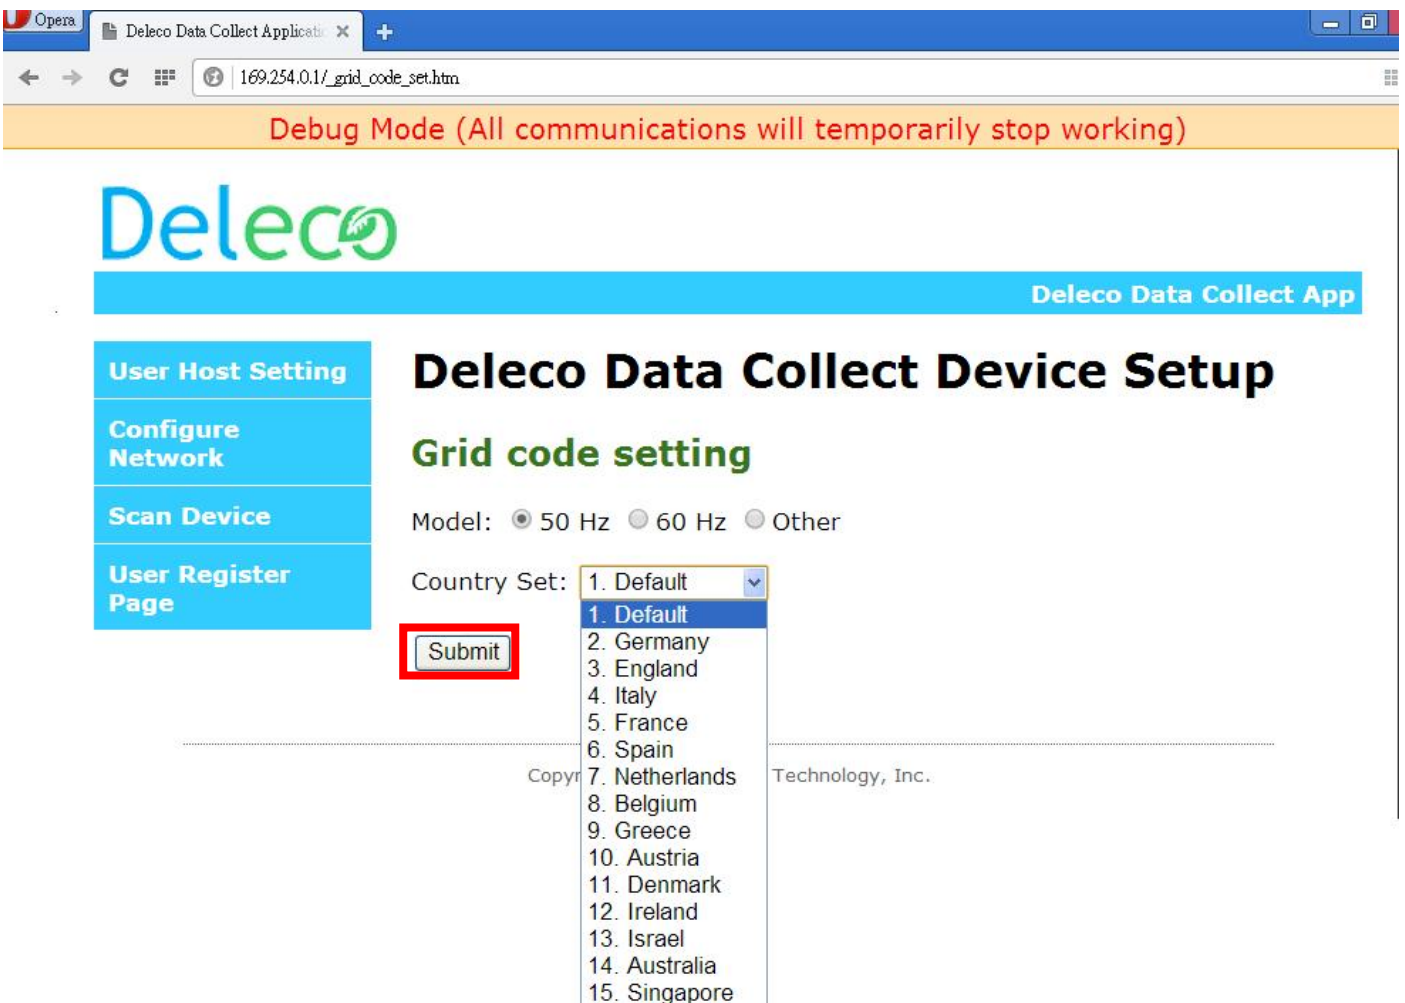 Opera
Deleco Data Collect Applicatio
169.254.0.1/_grid_code_set.htm
Debug Mode (All communications will temporarily stop working)
Deleco
Deleco Data Collect App
User Host Setting
Configure
Network
Scan Device
User Register
Page
Deleco Data Collect Device Setup
Grid code setting
Model: 50 Hz 60 Hz Other
Country Set: 1. Default
1. Default
2. Germany
3. England
4. Italy
5. France
6. Spain
7. Netherlands
8. Belgium
9. Greece
10. Austria
11. Denmark
12. Ireland
13. Israel
14. Australia
15. Singapore
Submit
Technology, Inc.